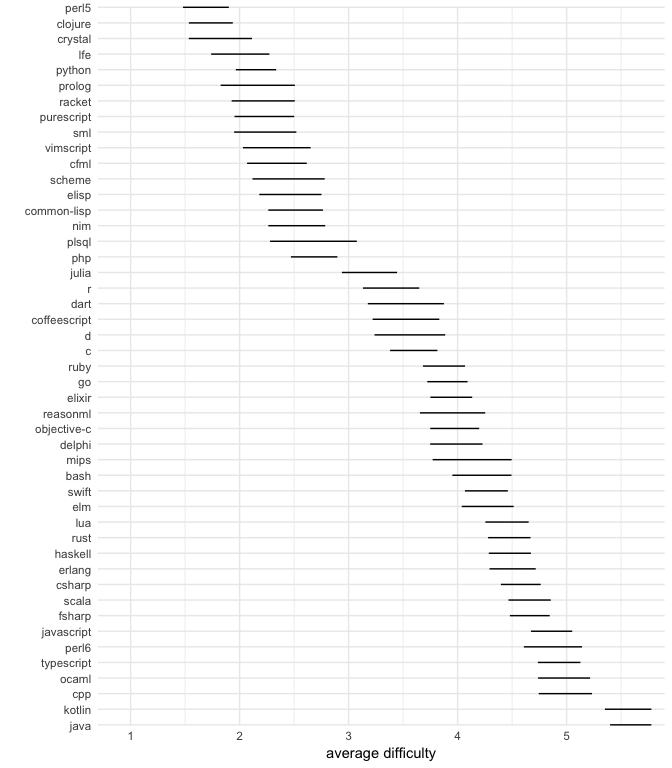 perl5
clojure
crystal
lfe
python
prolog
racket
purescript
sml
vimscript
cfml
scheme
elisp
common-lisp
nim
plsql
php
julia
r
dart
coffeescript
d
c
ruby
go
elixir
reasonml
objective-c
delphi
mips
bash
swift
elm
lua
rust
haskell
erlang
csharp
scala
fsharp
javascript
perl6
typescript
ocaml
cpp
kotlin
java
1 2 3 4 5
average difficulty